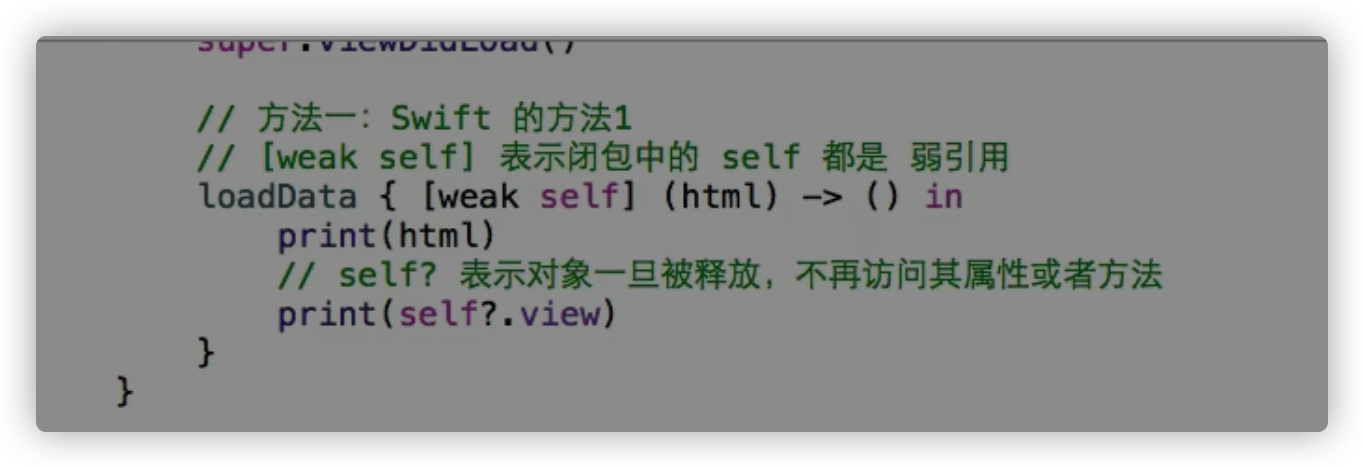 super.viewDidLoad()
// 方法一：Swift 的方法1
// [weak self] 表示闭包中的 self 都是 弱引用
loadData { [weak self] (html) -> () in
print(html)
// self? 表示对象一旦被释放，不再访问其属性或者方法
print(self?.view)
}
}